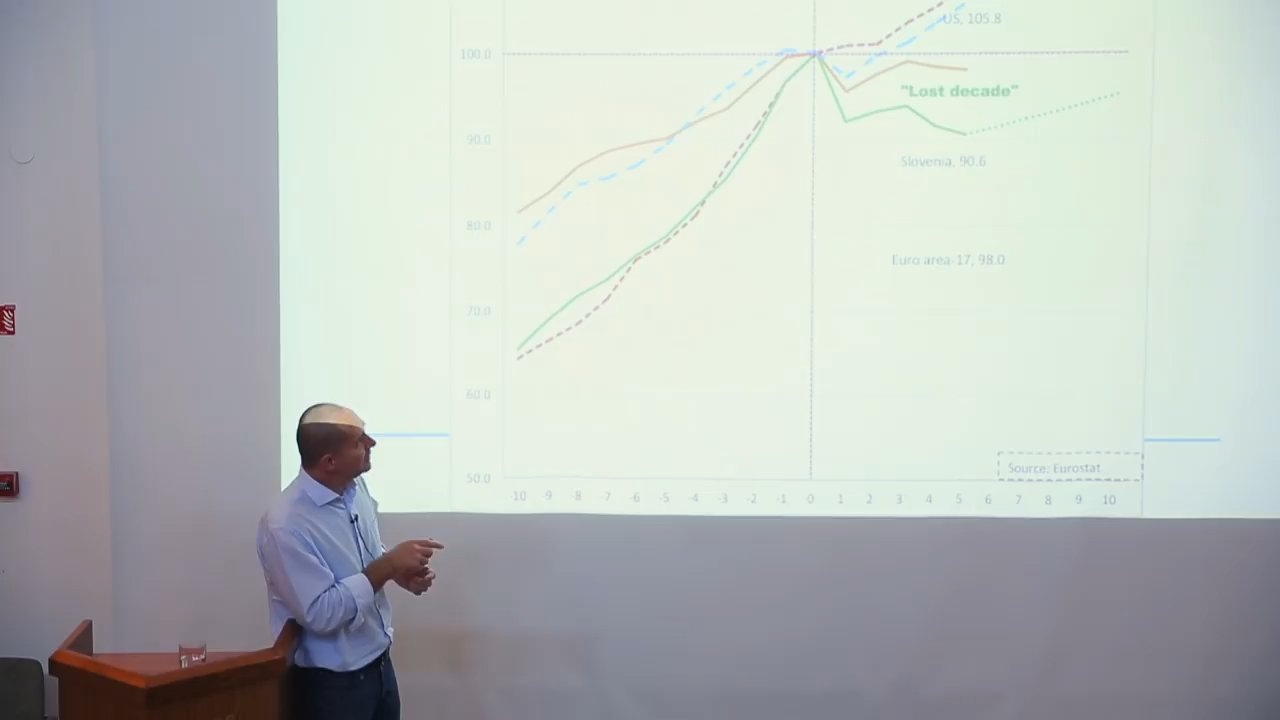 US, 105.8
100.0
"Lost decade"
90.0
Slovenia, 90.6
80.0
Euro area-17, 98.0
70.0
60.0
Source: Eurostat
50.0
-10 -9 -8 -7 -6 -5 -4 -3 -2 -1 0 1 2 3 4 5 6 7 8 9 10